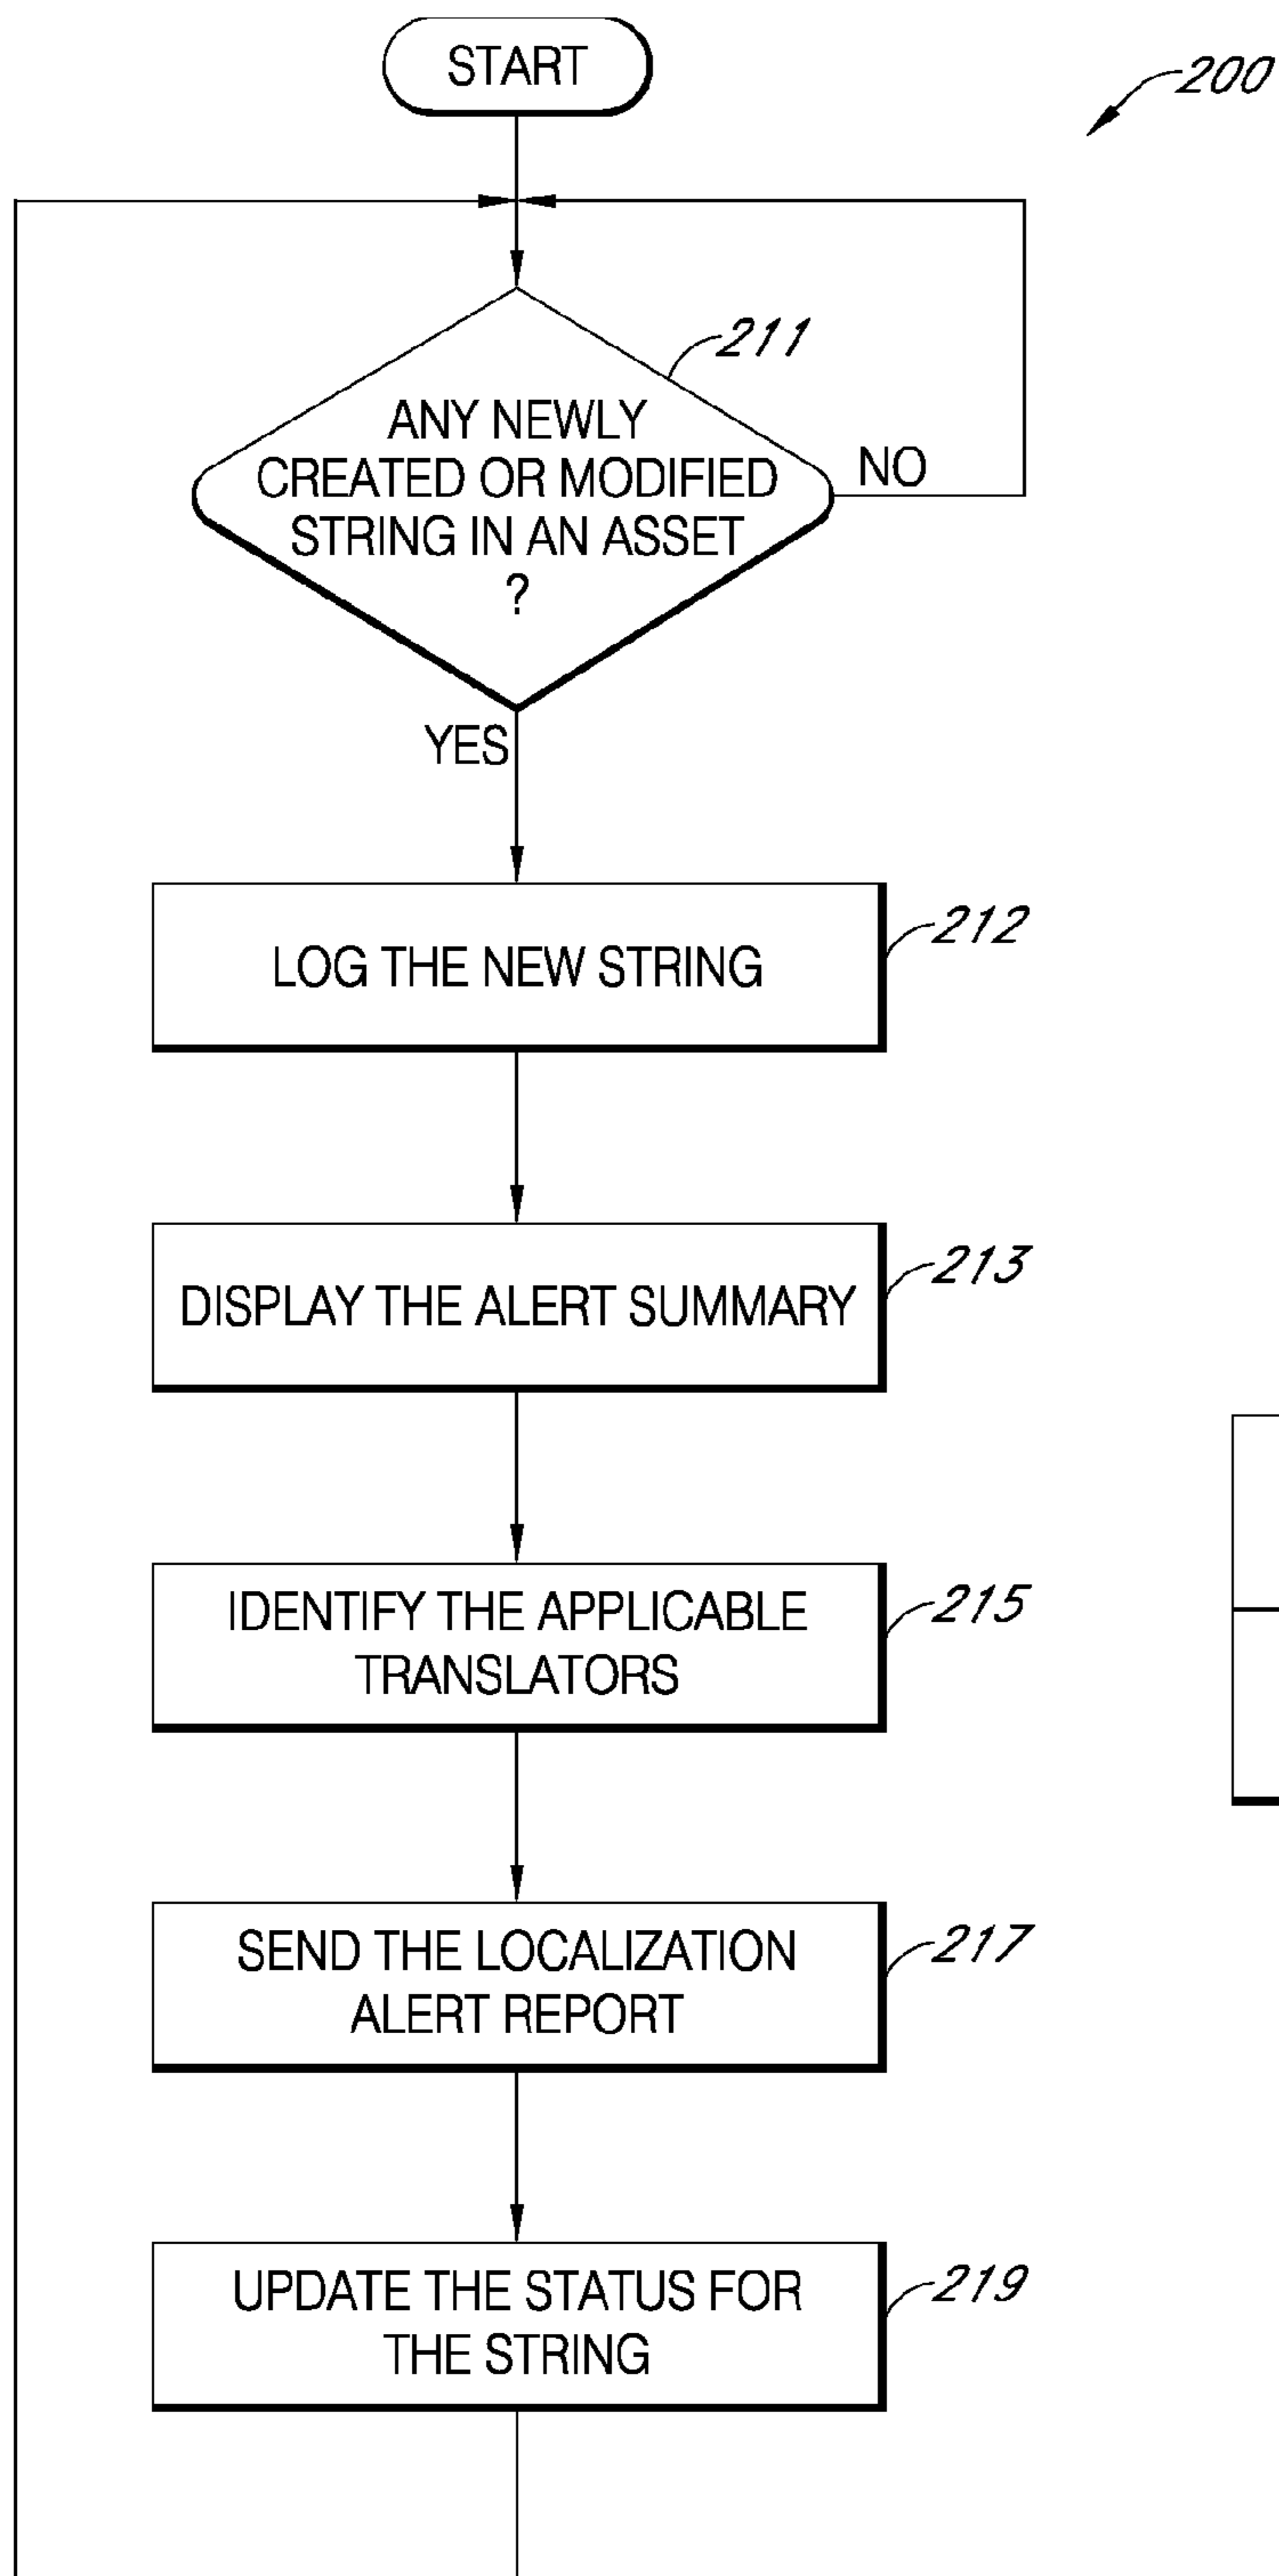 START
200
211
ANY NEWLY
CREATED OR MODIFIED
STRING IN AN ASSET
?
NO
YES
212
LOG THE NEW STRING
213
DISPLAY THE ALERT SUMMARY
215
IDENTIFY THE APPLICABLE
TRANSLATORS
217
SEND THE LOCALIZATION
ALERT REPORT
219
UPDATE THE STATUS FOR
THE STRING